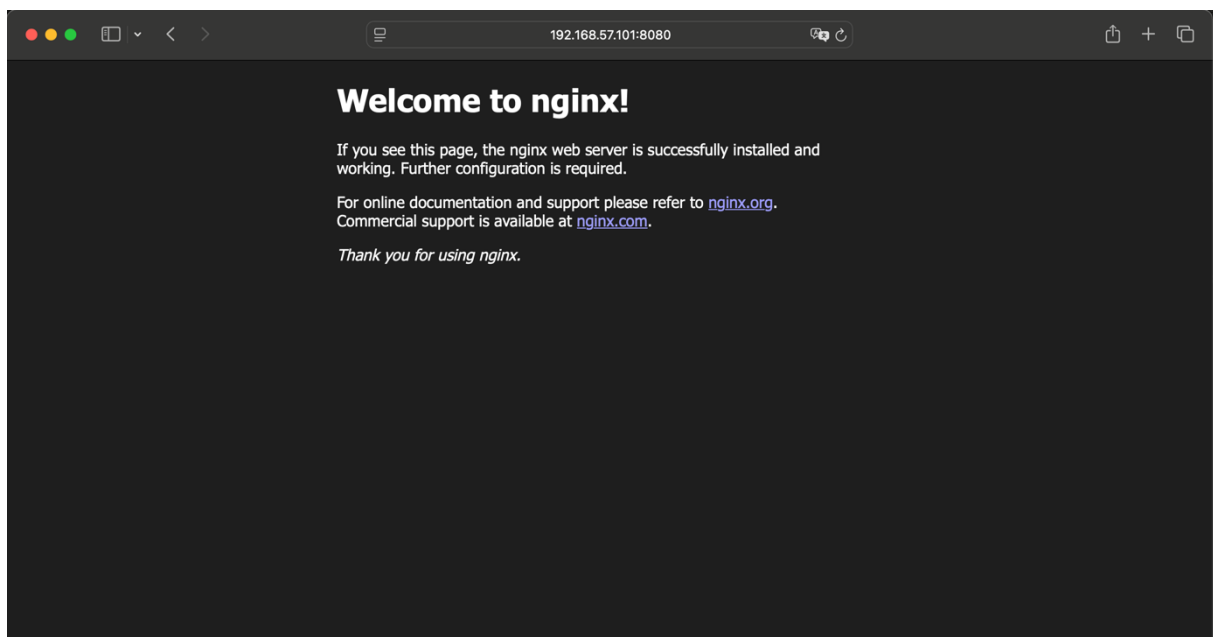 192.168.57.101:8080
Welcome to nginx!
If you see this page, the nginx web server is successfully installed and
working. Further configuration is required.
For online documentation and support please refer to nginx.org.
Commercial support is available at nginx.com.
Thank you for using nginx.